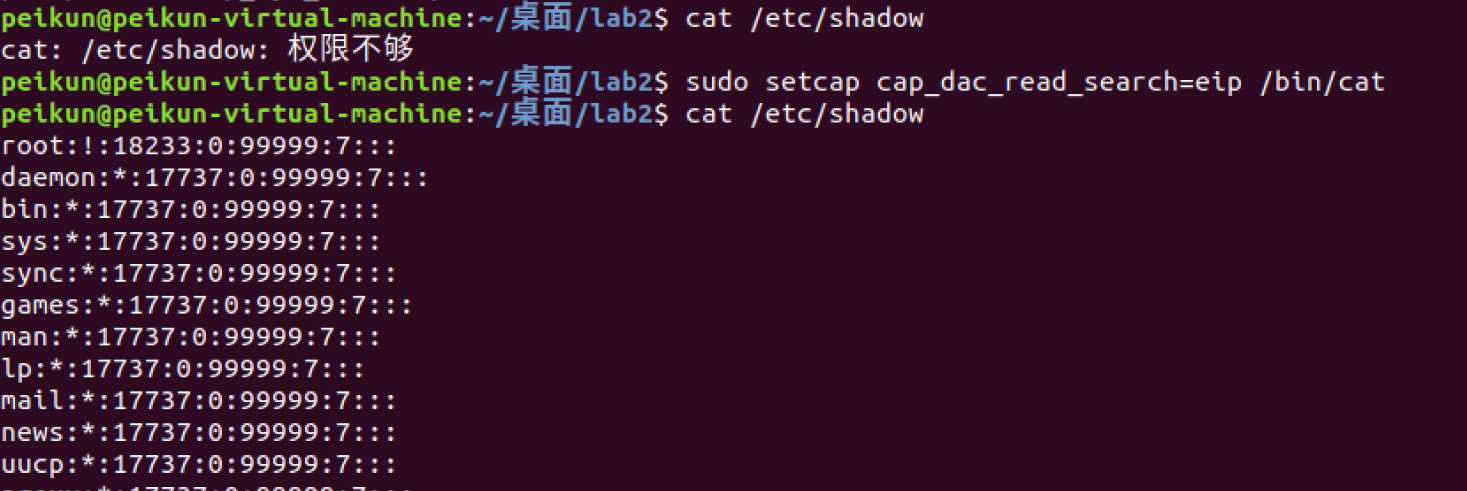 peikun@peikun-virtual-machine:~/桌面/lab2$ cat /etc/shadow
cat: /etc/shadow: 权限不够
peikun@peikun-virtual-machine:~/桌面/lab2$ sudo setcap cap_dac_read_search=eip /bin/cat
peikun@peikun-virtual-machine:~/桌面/lab2$ cat /etc/shadow
root:!:18233:0:99999:7:::
daemon:*:17737:0:99999:7:::
bin:*:17737:0:99999:7:::
sys:*:17737:0:99999:7:::
sync:*:17737:0:99999:7:::
games:*:17737:0:99999:7:::
man:*:17737:0:99999:7:::
lp:*:17737:0:99999:7:::
mail:*:17737:0:99999:7:::
news:*:17737:0:99999:7:::
uucp:*:17737:0:99999:7:::